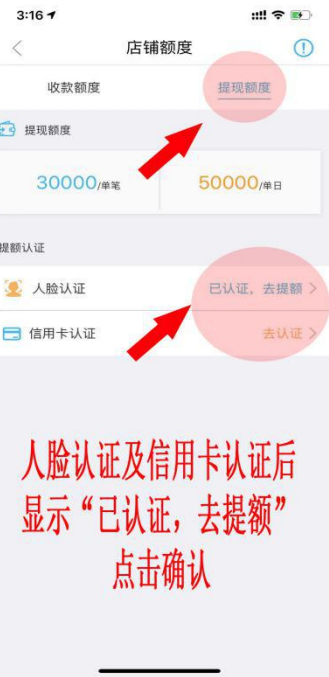 3:16
店铺额度
收款额度 提现额度
提现额度
30000/单笔 50000/单日
提额认证
人脸认证 已认证，去提额
信用卡认证 去认证
人脸认证及信用卡认证后
显示“已认证，去提额”
点击确认